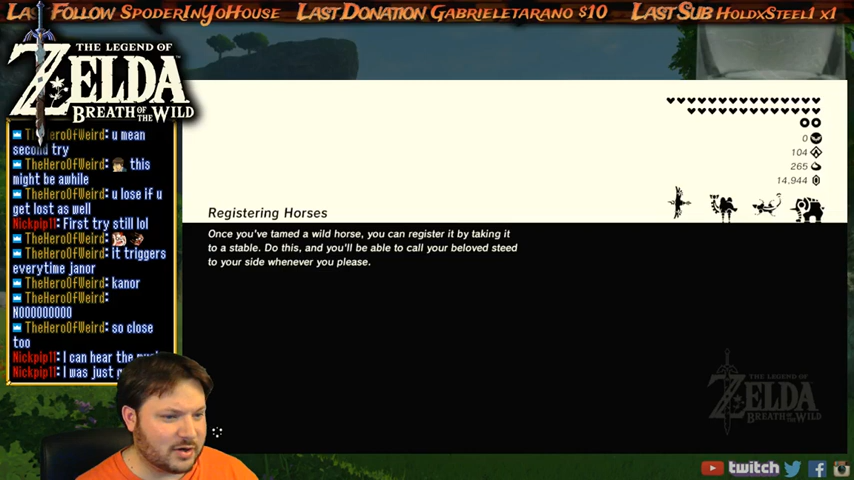 LAST FOLLOW SPODERINYOHOUSE LAST DONATION GABRIELETARANO $10 LAST SUB HOLDXSTEEL1 X1
THE LEGEND OF
ZELDA
BREATH OF THE WILD
TheHeroOfWeird: u mean
second try
TheHeroOfWeird: this
might be awhile
TheHeroOfWeird: u lose if u
get lost as well
Nickpip11: First try still lol
TheHeroOfWeird:
TheHeroOfWeird: it triggers
everytime janor
TheHeroOfWeird: kanor
TheHeroOfWeird:
NOOOOOOOOO
TheHeroOfWeird: so close
too
Nickpip11: I can hear the
Nickpip11: I was just
0
104
265
14,944
Registering Horses
Once you've tamed a wild horse, you can register it by taking it
to a stable. Do this, and you'll be able to call your beloved steed
to your side whenever you please.
THE LEGEND OF
ZELDA
BREATH OF THE WILD
twitch